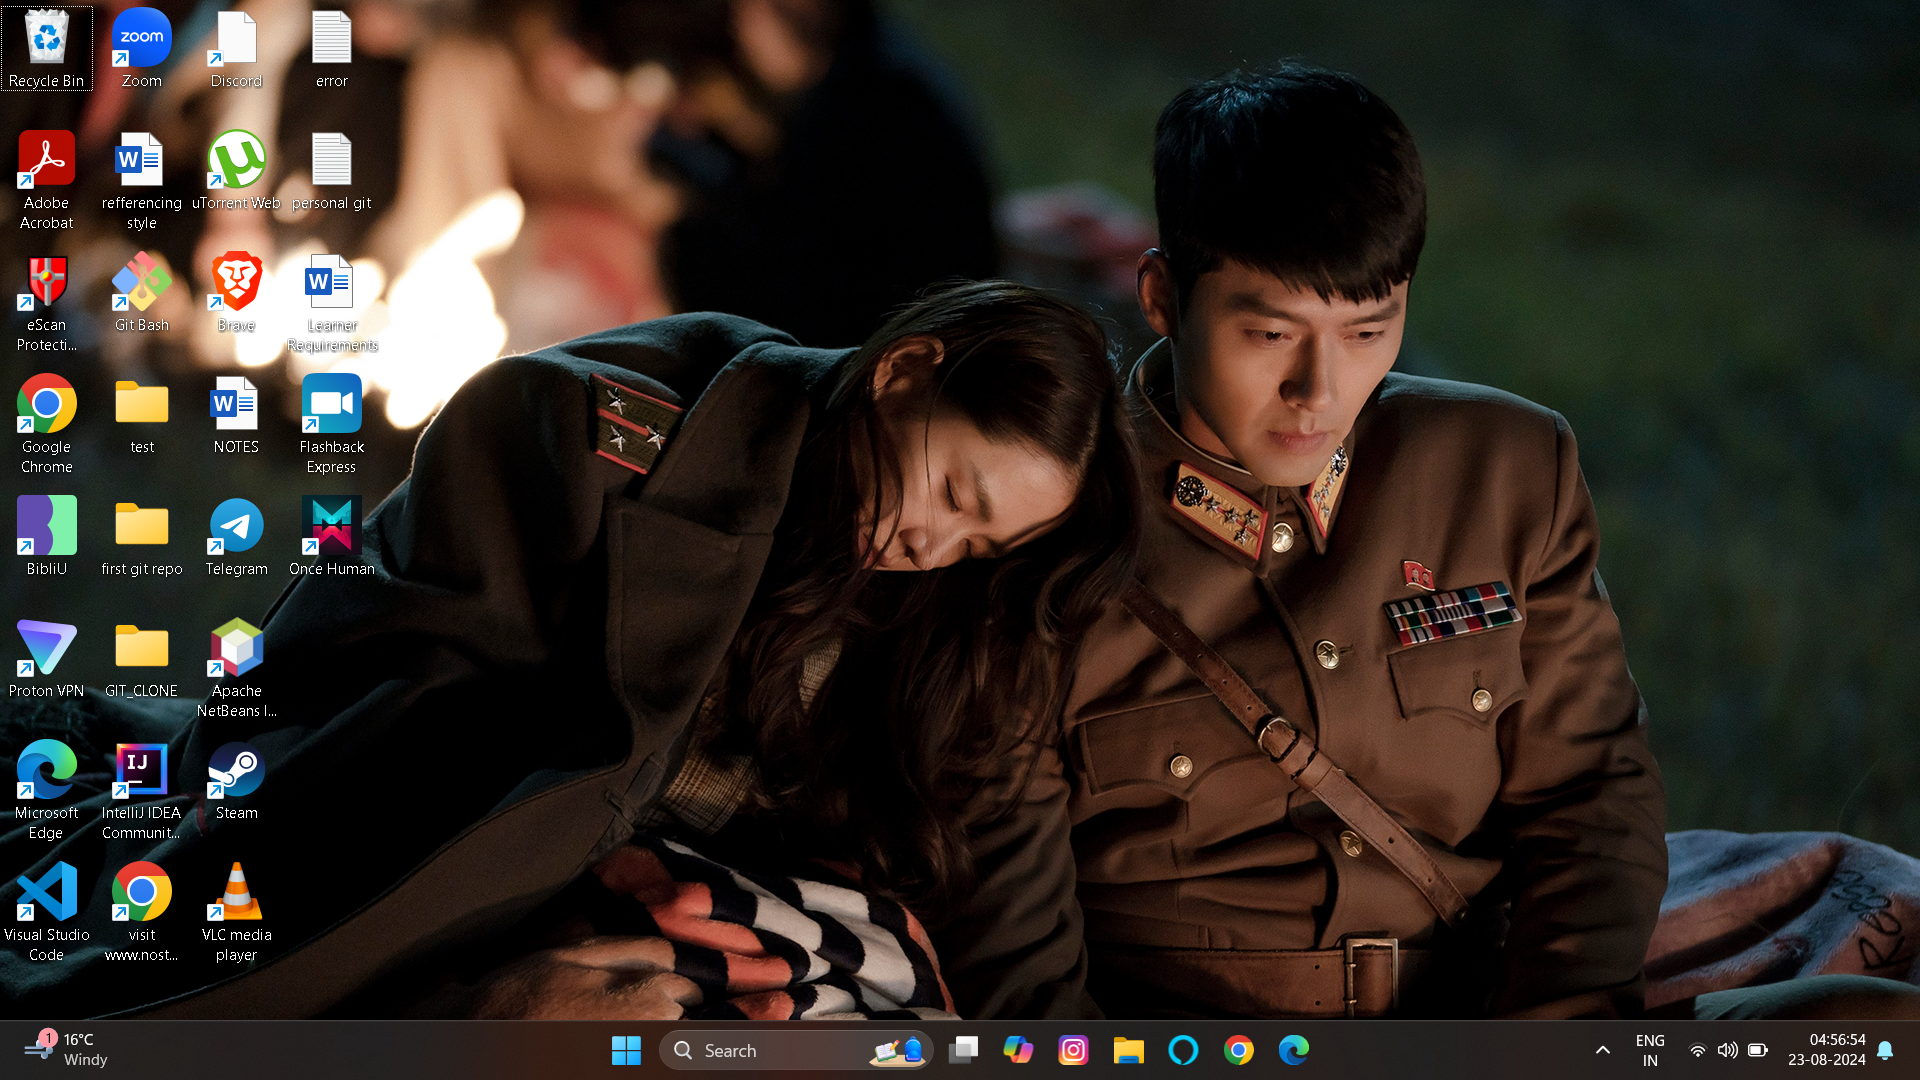 Recycle Bin
zoom
Zoom
Discord
error
Adobe
Acrobat
W
refferencing
style
uTorrent Web
personal git
eScan
Protecti...
Git Bash
Brave
W
Learner
Requirements
Google
Chrome
test
W
NOTES
Flashback
Express
BibliU
first git repo
Telegram
Once Human
Proton VPN
GIT_CLONE
Apache
NetBeans I...
Microsoft
Edge
IJ
IntelliJ IDEA
Communit...
Steam
Visual Studio
Code
visit
www.nost...
VLC media
player
1
16°C
Windy
Search
ENG
IN
04:56:54
23-08-2024